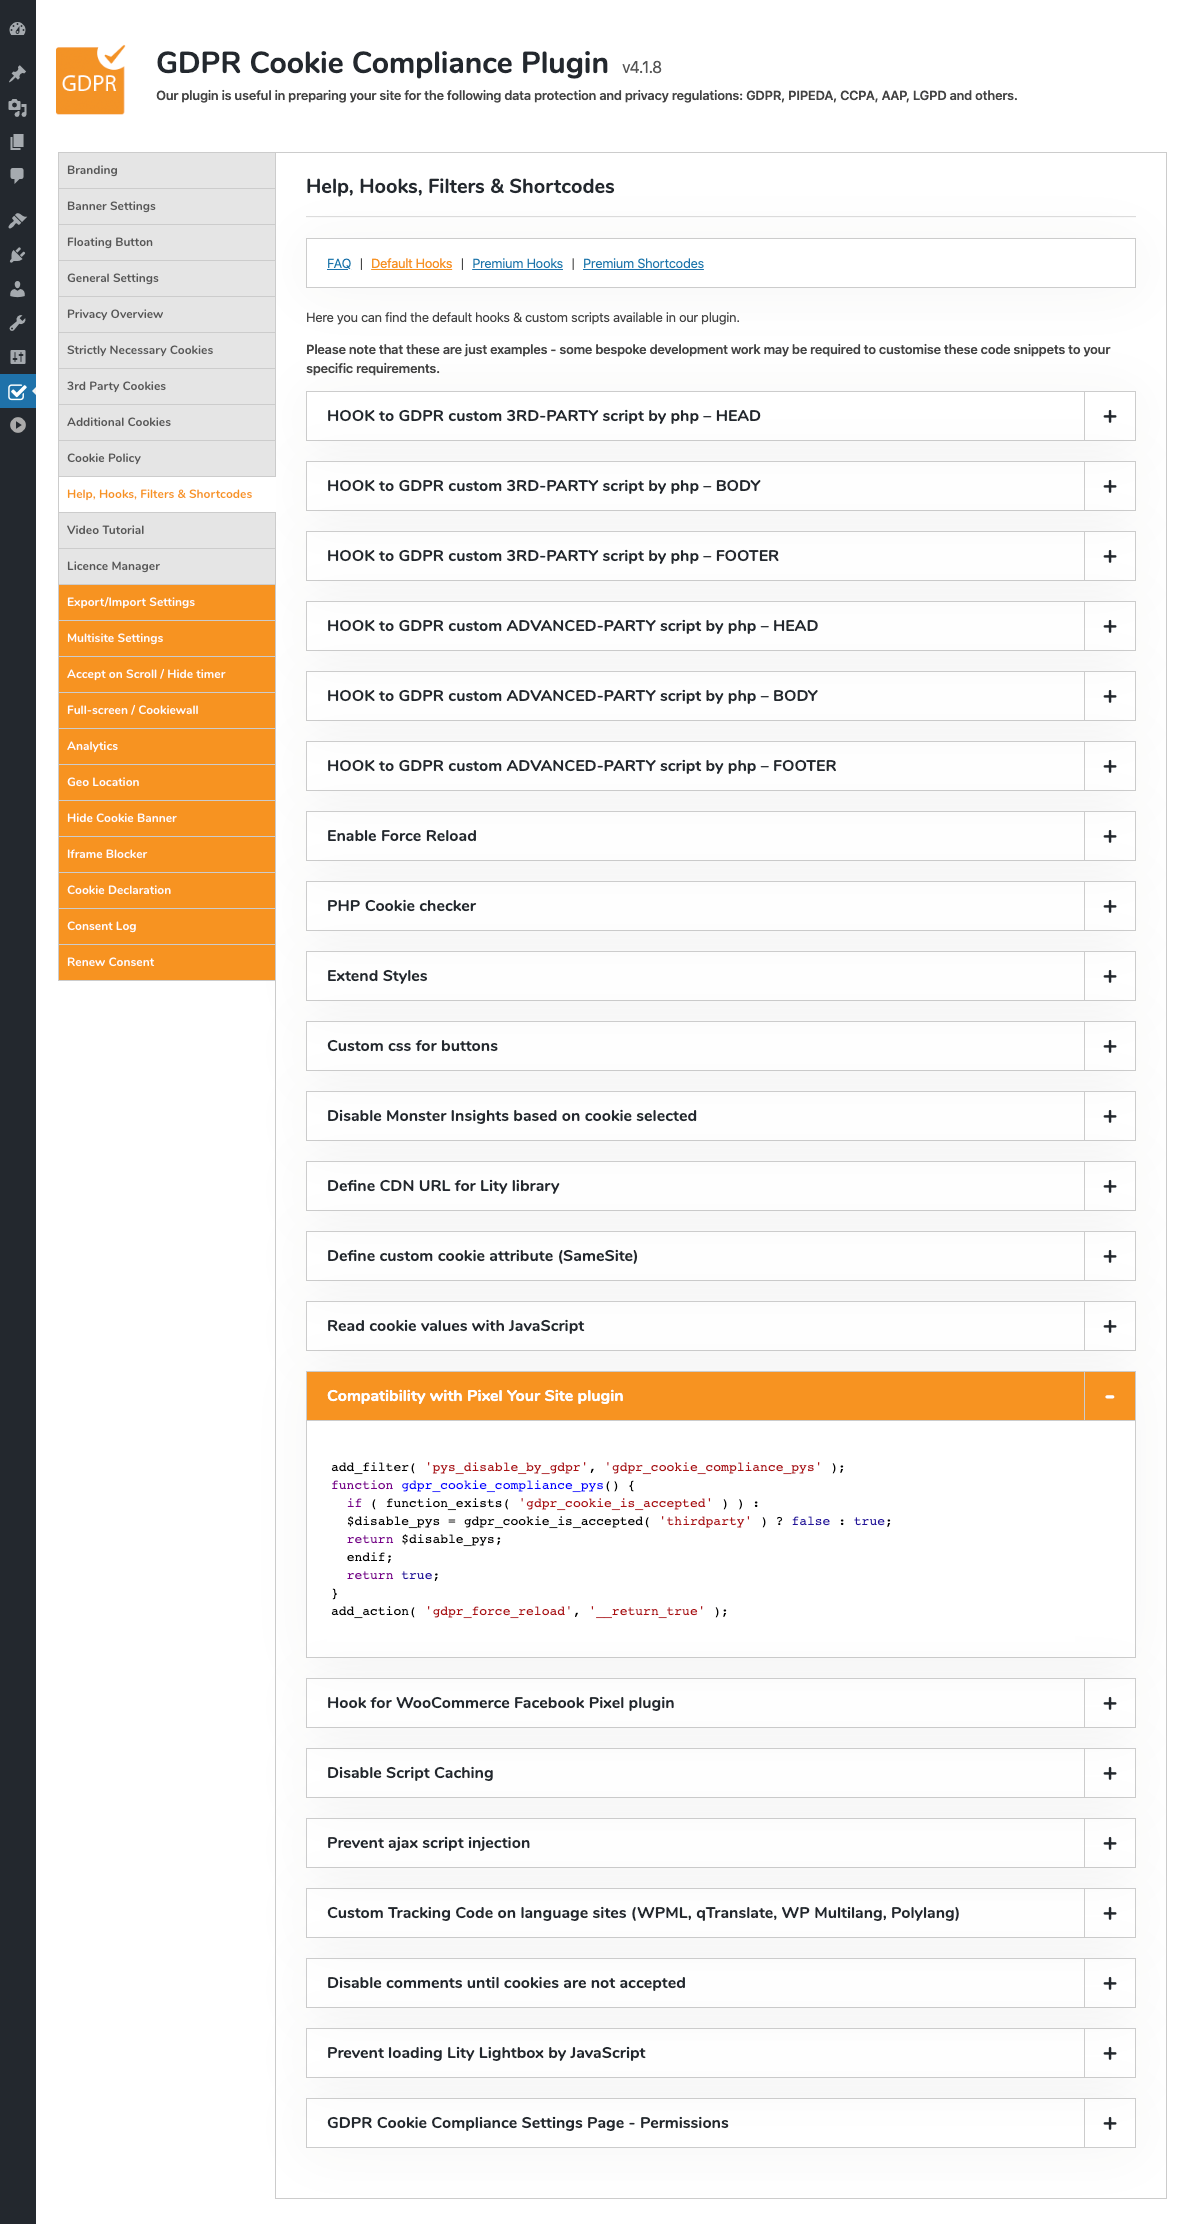 GDPR
GDPR Cookie Compliance Plugin v4.1.8
Our plugin is useful in preparing your site for the following data protection and privacy regulations: GDPR, PIPEDA, CCPA, AAP, LGPD and others.
Branding
Banner Settings
Floating Button
General Settings
Privacy Overview
Strictly Necessary Cookies
3rd Party Cookies
Additional Cookies
Cookie Policy
Help, Hooks, Filters & Shortcodes
Video Tutorial
Licence Manager
Export/Import Settings
Multisite Settings
Accept on Scroll / Hide timer
Full-screen / Cookiewall
Analytics
Geo Location
Hide Cookie Banner
Iframe Blocker
Cookie Declaration
Consent Log
Renew Consent
Help, Hooks, Filters & Shortcodes
FAQ | Default Hooks | Premium Hooks | Premium Shortcodes
Here you can find the default hooks & custom scripts available in our plugin.
Please note that these are just examples - some bespoke development work may be required to customise these code snippets to your
specific requirements.
HOOK to GDPR custom 3RD-PARTY script by php – HEAD +
HOOK to GDPR custom 3RD-PARTY script by php – BODY +
HOOK to GDPR custom 3RD-PARTY script by php – FOOTER +
HOOK to GDPR custom ADVANCED-PARTY script by php – HEAD +
HOOK to GDPR custom ADVANCED-PARTY script by php – BODY +
HOOK to GDPR custom ADVANCED-PARTY script by php – FOOTER +
Enable Force Reload +
PHP Cookie checker +
Extend Styles +
Custom css for buttons +
Disable Monster Insights based on cookie selected +
Define CDN URL for Lity library +
Define custom cookie attribute (SameSite) +
Read cookie values with JavaScript +
Compatibility with Pixel Your Site plugin -
add_filter( 'pys_disable_by_gdpr', 'gdpr_cookie_compliance_pys' );
function gdpr_cookie_compliance_pys() {
  if ( function_exists( 'gdpr_cookie_is_accepted' ) ) :
  $disable_pys = gdpr_cookie_is_accepted( 'thirdparty' ) ? false : true;
  return $disable_pys;
  endif;
  return true;
}
add_action( 'gdpr_force_reload', '__return_true' );
Hook for WooCommerce Facebook Pixel plugin +
Disable Script Caching +
Prevent ajax script injection +
Custom Tracking Code on language sites (WPML, qTranslate, WP Multilang, Polylang) +
Disable comments until cookies are not accepted +
Prevent loading Lity Lightbox by JavaScript +
GDPR Cookie Compliance Settings Page - Permissions +